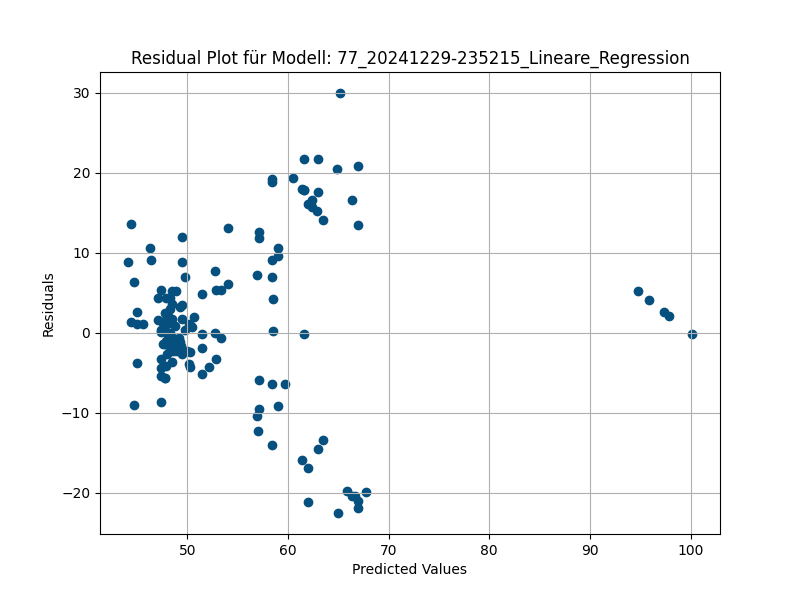 Residual Plot für Modell: 77_20241229-235215_Lineare_Regression
30
20
10
0
−10
−20
Residuals
50 60 70 80 90 100
Predicted Values